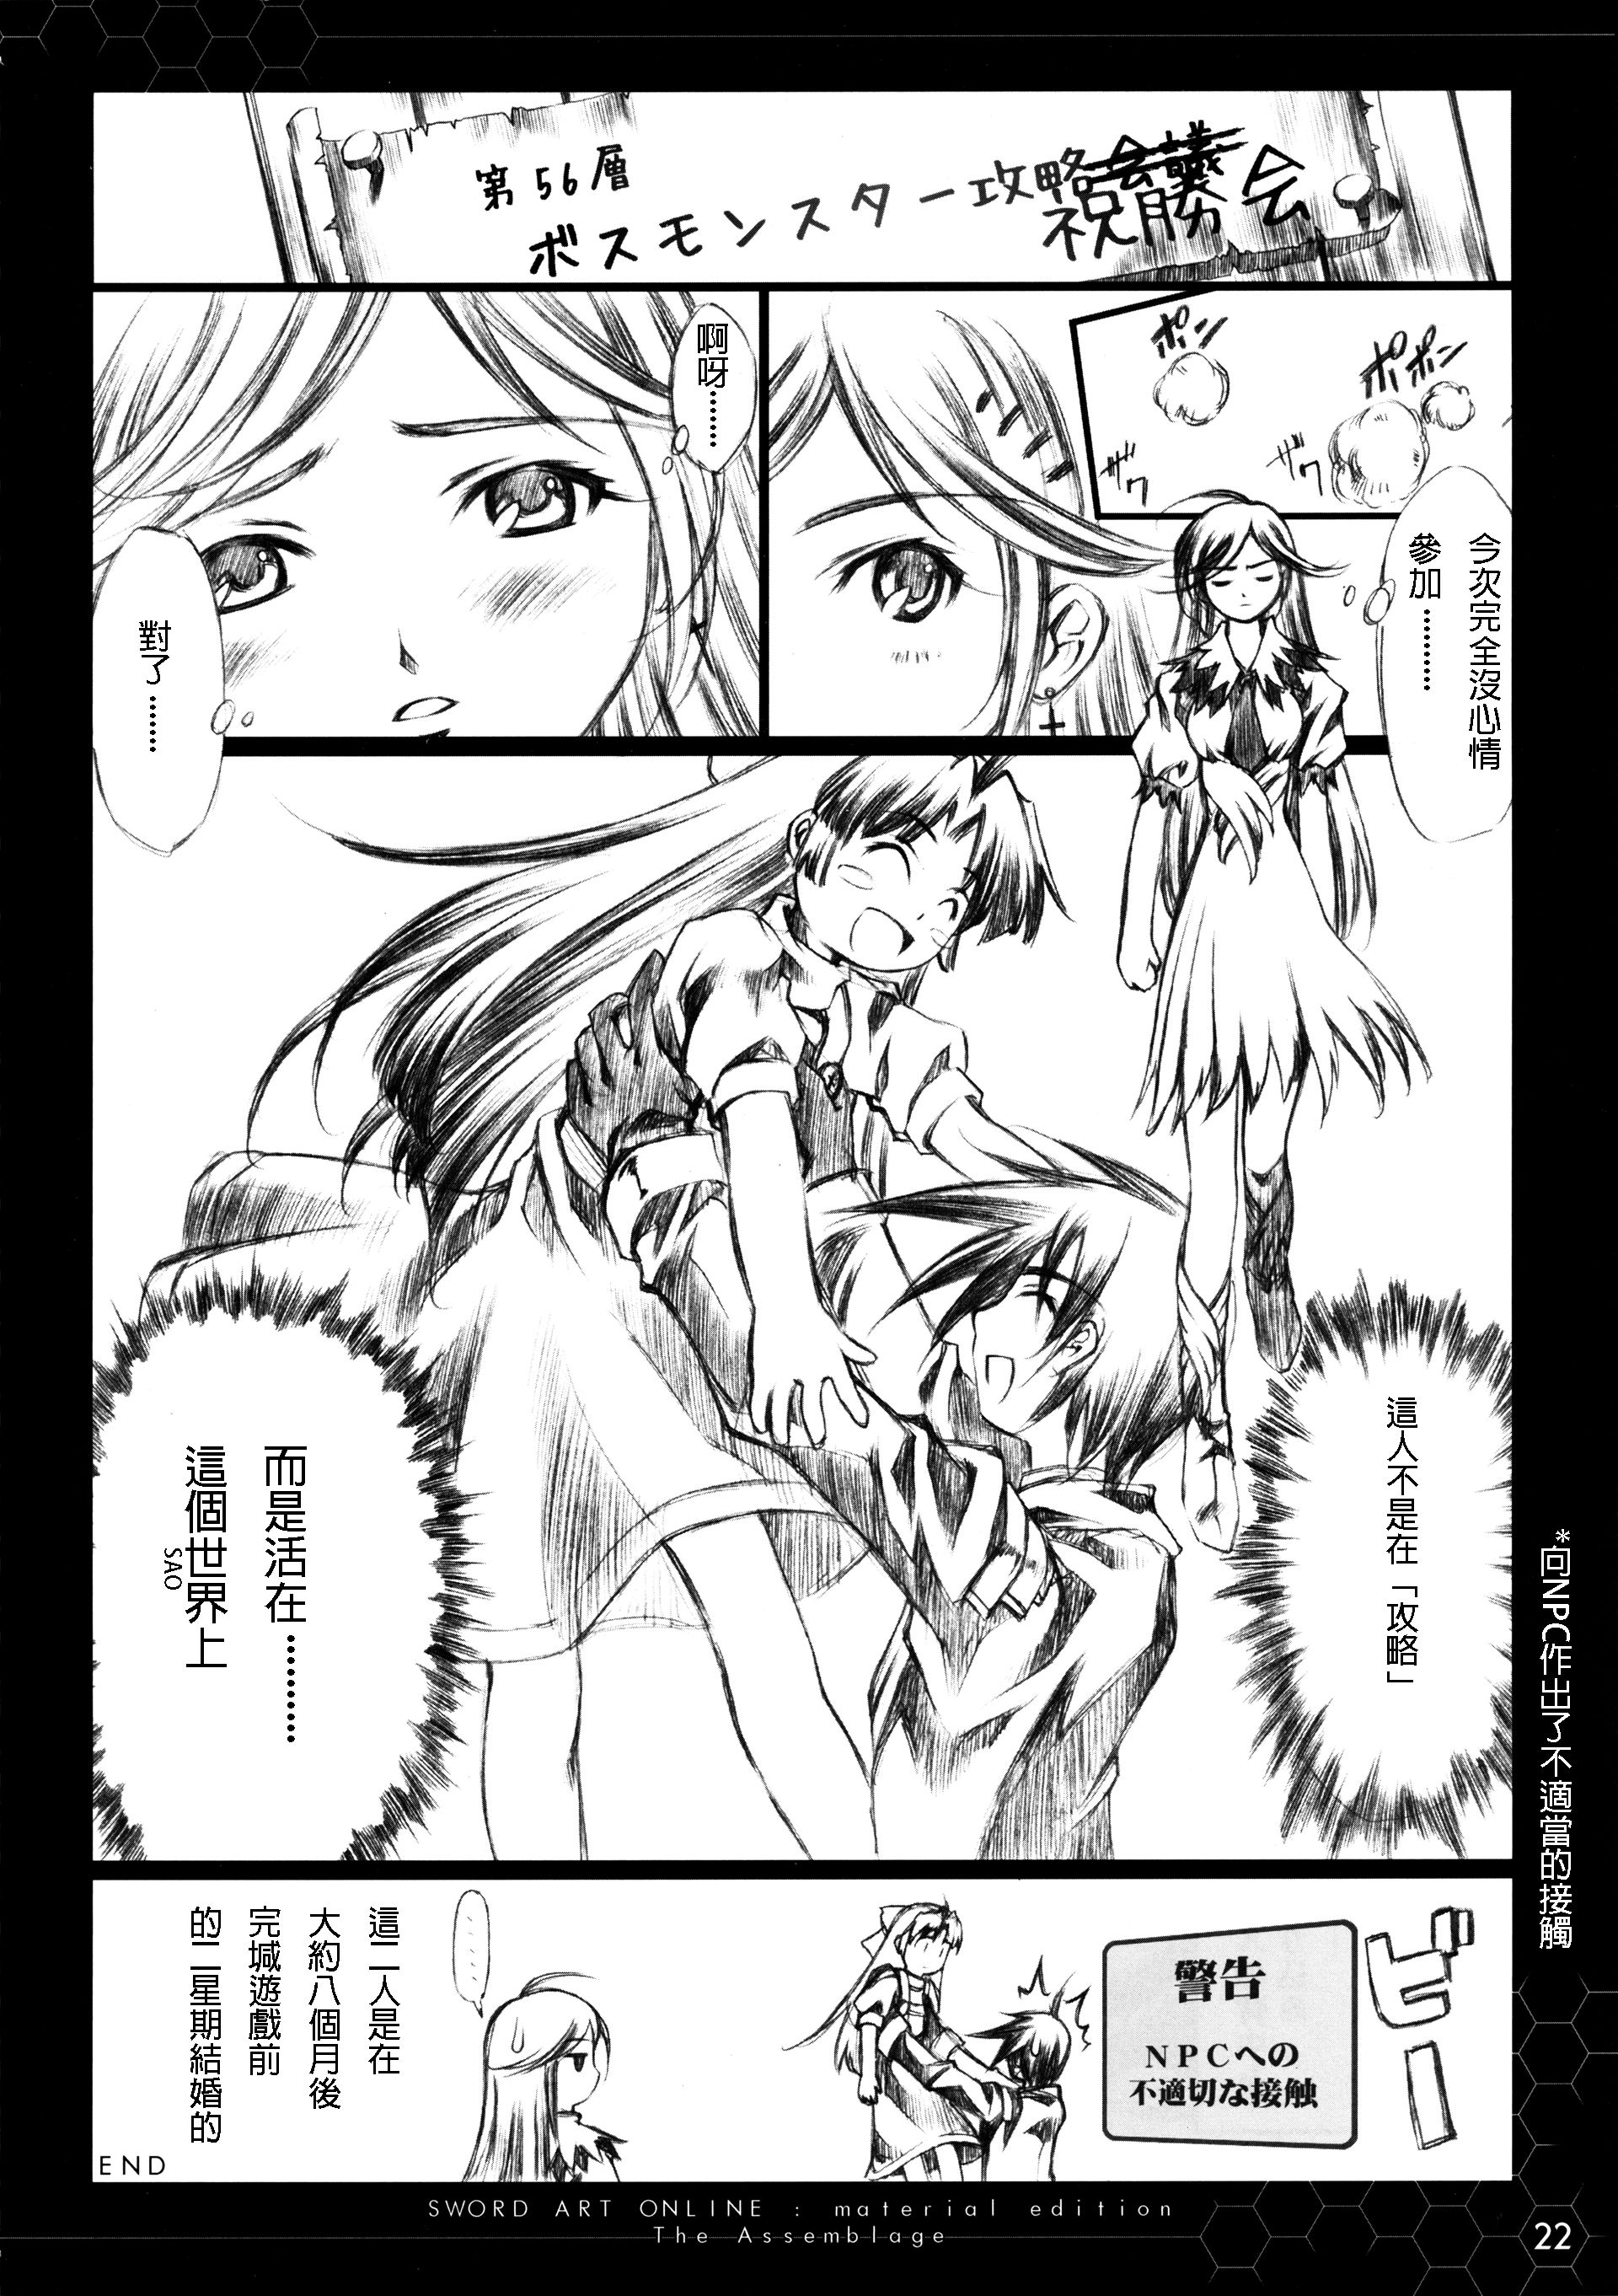 第56層
ボスモンスター攻略会議
祝勝会
ポン
ポポン
ザワ
ザワ
今次完全沒心情
參加………
啊呀……
對了……
這人不是在「攻略」
而是活在………
這個世界上
SAO
*向NPC作出了不適當的接觸
ビー
警告
NPCへの
不適切な接触
……
這二人是在
大約八個月後
完堿遊戲前
的二星期結婚的
END
SWORD ART ONLINE : material edition
The Assemblage
22